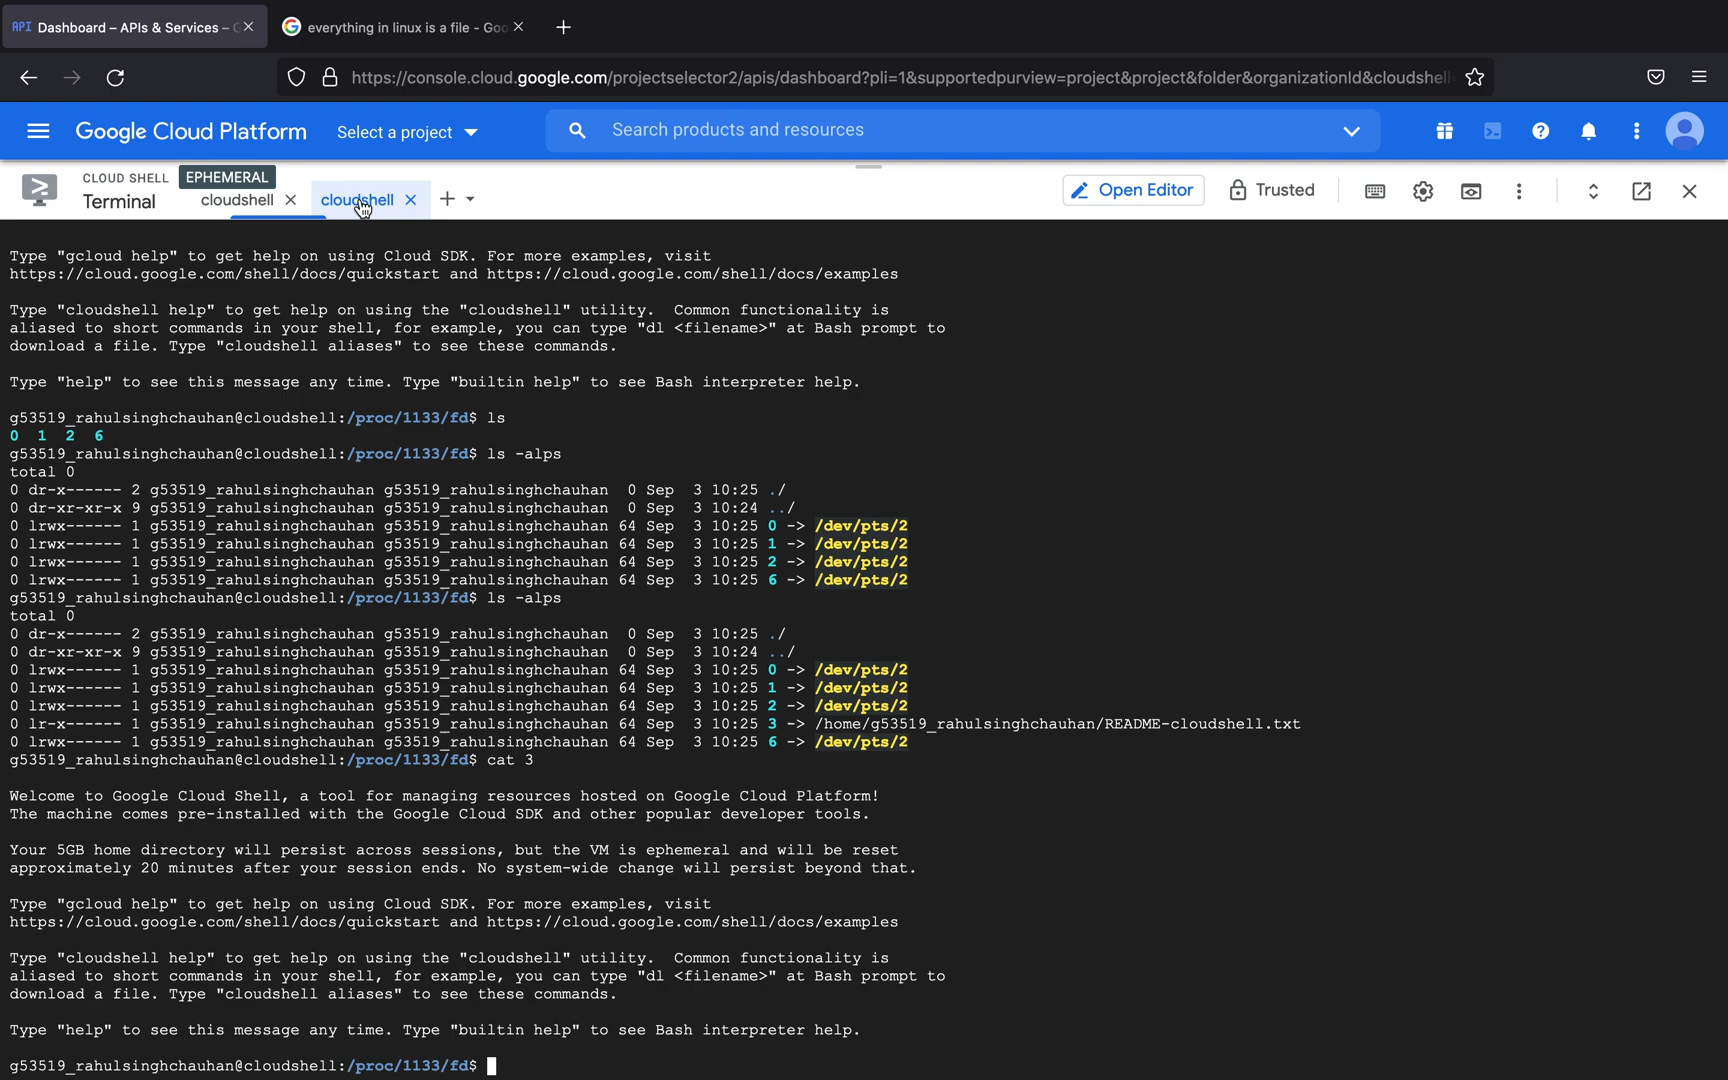 API Dashboard – APIs & Services –
everything in linux is a file - Goo
https://console.cloud.google.com/projectselector2/apis/dashboard?pli=1&supportedpurview=project&project&folder&organizationId&cloudshell
Google Cloud Platform
Select a project
Search products and resources
CLOUD SHELL
EPHEMERAL
Terminal
cloudshell
cloudshell
Open Editor
Trusted
Type "gcloud help" to get help on using Cloud SDK. For more examples, visit
https://cloud.google.com/shell/docs/quickstart and https://cloud.google.com/shell/docs/examples
Type "cloudshell help" to get help on using the "cloudshell" utility.  Common functionality is
aliased to short commands in your shell, for example, you can type "dl <filename>" at Bash prompt to
download a file. Type "cloudshell aliases" to see these commands.
Type "help" to see this message any time. Type "builtin help" to see Bash interpreter help.
g53519_rahulsinghchauhan@cloudshell:/proc/1133/fd$ ls
0  1  2  6
g53519_rahulsinghchauhan@cloudshell:/proc/1133/fd$ ls -alps
total 0
0 dr-x------ 2 g53519_rahulsinghchauhan g53519_rahulsinghchauhan  0 Sep  3 10:25 ./
0 dr-xr-xr-x 9 g53519_rahulsinghchauhan g53519_rahulsinghchauhan  0 Sep  3 10:24 ../
0 lrwx------ 1 g53519_rahulsinghchauhan g53519_rahulsinghchauhan 64 Sep  3 10:25 0 -> /dev/pts/2
0 lrwx------ 1 g53519_rahulsinghchauhan g53519_rahulsinghchauhan 64 Sep  3 10:25 1 -> /dev/pts/2
0 lrwx------ 1 g53519_rahulsinghchauhan g53519_rahulsinghchauhan 64 Sep  3 10:25 2 -> /dev/pts/2
0 lrwx------ 1 g53519_rahulsinghchauhan g53519_rahulsinghchauhan 64 Sep  3 10:25 6 -> /dev/pts/2
g53519_rahulsinghchauhan@cloudshell:/proc/1133/fd$ ls -alps
total 0
0 dr-x------ 2 g53519_rahulsinghchauhan g53519_rahulsinghchauhan  0 Sep  3 10:25 ./
0 dr-xr-xr-x 9 g53519_rahulsinghchauhan g53519_rahulsinghchauhan  0 Sep  3 10:24 ../
0 lrwx------ 1 g53519_rahulsinghchauhan g53519_rahulsinghchauhan 64 Sep  3 10:25 0 -> /dev/pts/2
0 lrwx------ 1 g53519_rahulsinghchauhan g53519_rahulsinghchauhan 64 Sep  3 10:25 1 -> /dev/pts/2
0 lrwx------ 1 g53519_rahulsinghchauhan g53519_rahulsinghchauhan 64 Sep  3 10:25 2 -> /dev/pts/2
0 lr-x------ 1 g53519_rahulsinghchauhan g53519_rahulsinghchauhan 64 Sep  3 10:25 3 -> /home/g53519_rahulsinghchauhan/README-cloudshell.txt
0 lrwx------ 1 g53519_rahulsinghchauhan g53519_rahulsinghchauhan 64 Sep  3 10:25 6 -> /dev/pts/2
g53519_rahulsinghchauhan@cloudshell:/proc/1133/fd$ cat 3
Welcome to Google Cloud Shell, a tool for managing resources hosted on Google Cloud Platform!
The machine comes pre-installed with the Google Cloud SDK and other popular developer tools.
Your 5GB home directory will persist across sessions, but the VM is ephemeral and will be reset
approximately 20 minutes after your session ends. No system-wide change will persist beyond that.
Type "gcloud help" to get help on using Cloud SDK. For more examples, visit
https://cloud.google.com/shell/docs/quickstart and https://cloud.google.com/shell/docs/examples
Type "cloudshell help" to get help on using the "cloudshell" utility.  Common functionality is
aliased to short commands in your shell, for example, you can type "dl <filename>" at Bash prompt to
download a file. Type "cloudshell aliases" to see these commands.
Type "help" to see this message any time. Type "builtin help" to see Bash interpreter help.
g53519_rahulsinghchauhan@cloudshell:/proc/1133/fd$